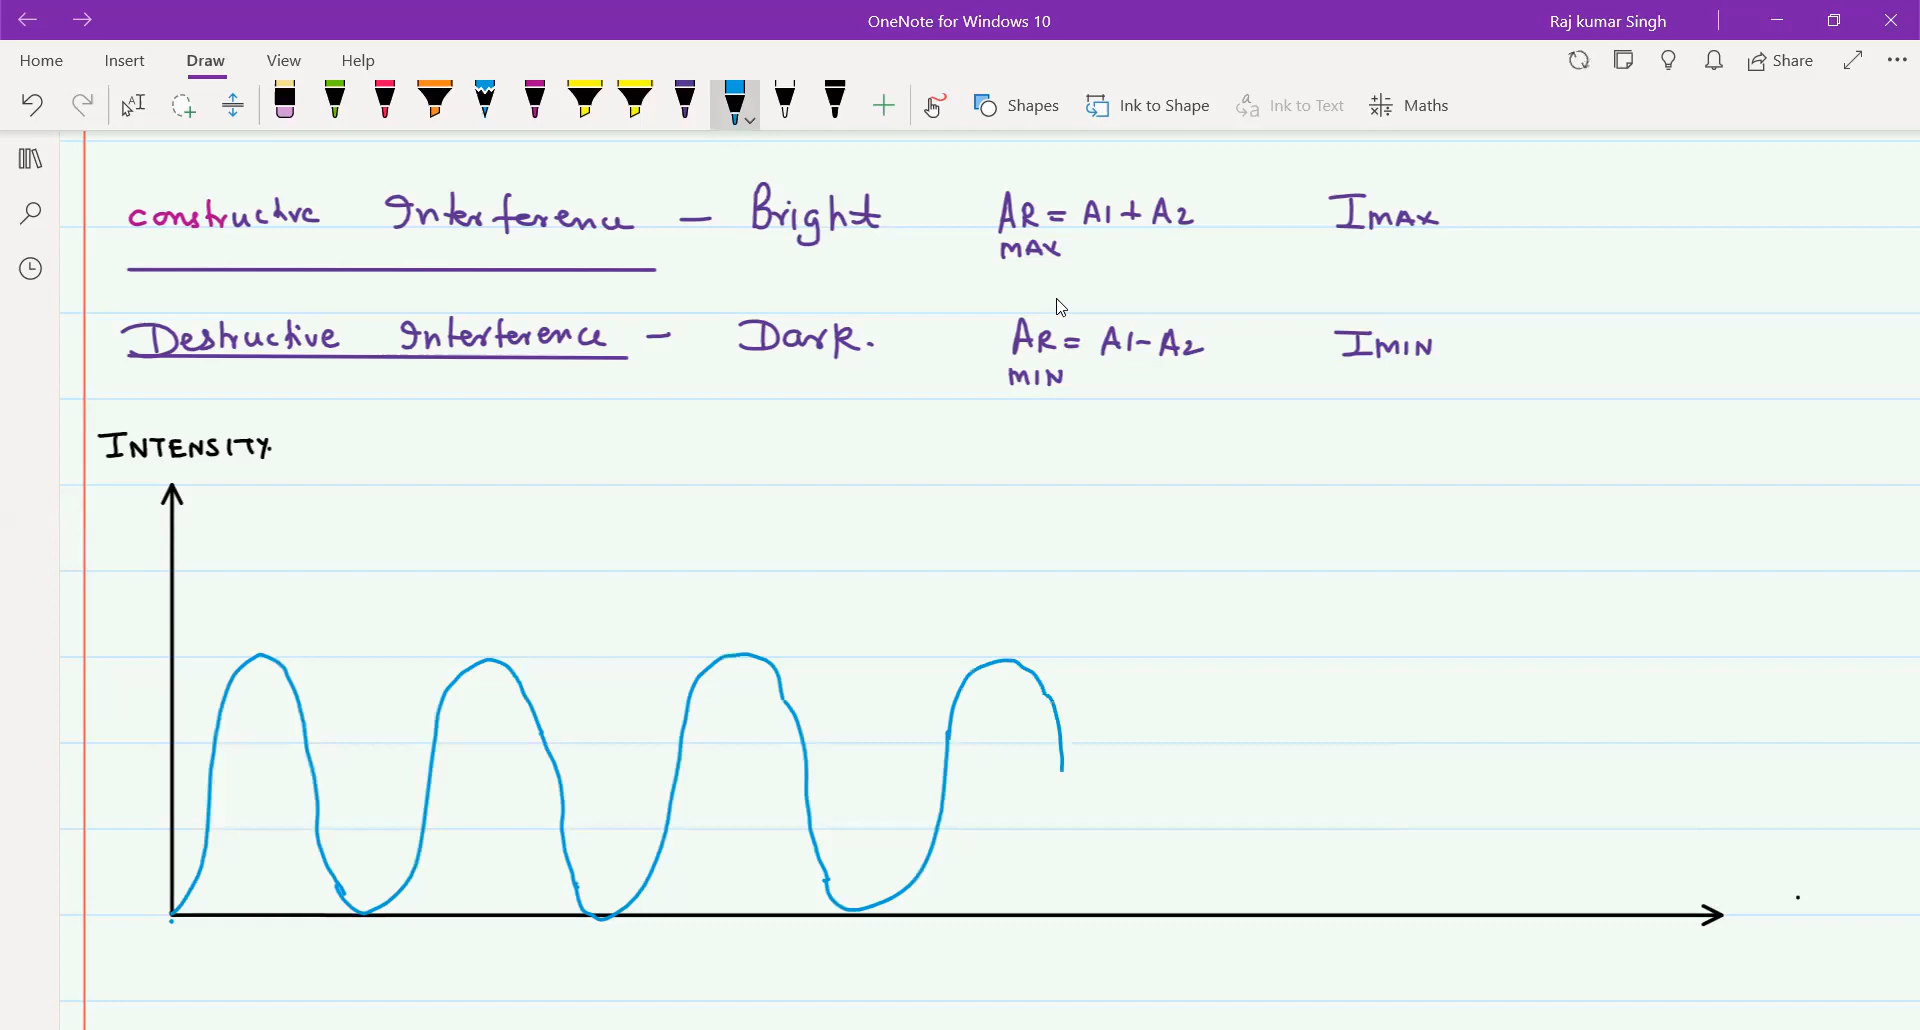 OneNote for Windows 10
Raj kumar Singh
Home Insert Draw View Help
Share
Shapes Ink to Shape Ink to Text Maths
constructve Interference - Bright AR = A1 + A2 IMAX
MAX
Destructive Interference - Dark. AR = A1 - A2 IMIN
MIN
INTENSITY.